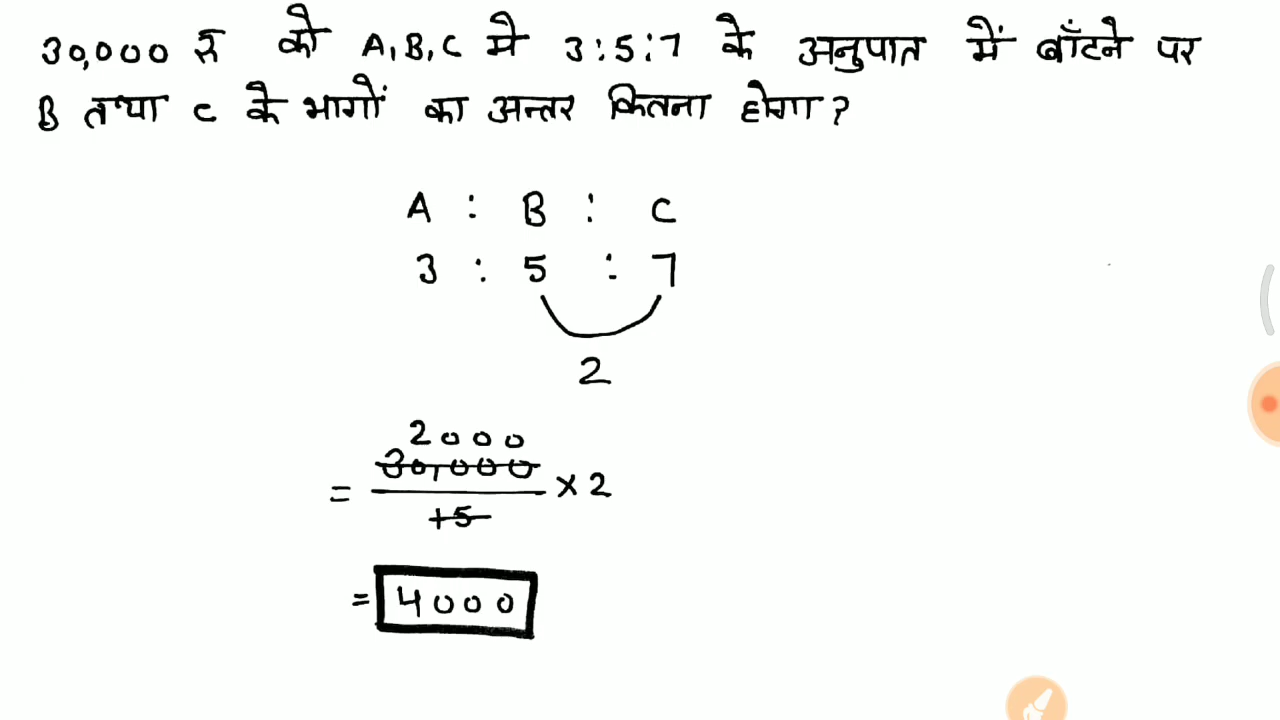 30,000 रु को A, B, C मे 3:5:7 के अनुपात में बाँटने पर
B तथा C के भागों का अन्तर कितना होगा?
A : B : C
3 : 5 : 7
2
2000
= 30,000 / 15 × 2
= 4000